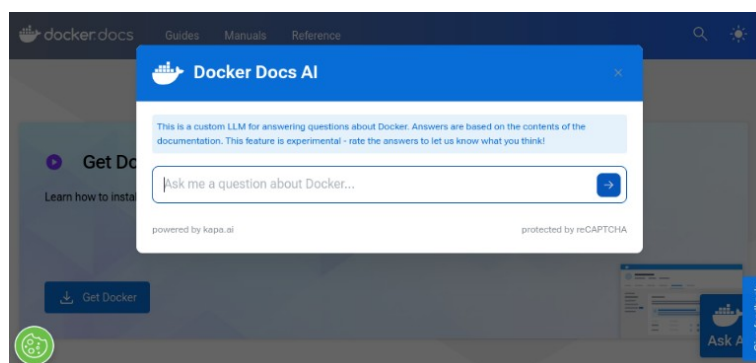 docker.docs
Guides
Manuals
Reference
Docker Docs AI
This is a custom LLM for answering questions about Docker. Answers are based on the contents of the
documentation. This feature is experimental - rate the answers to let us know what you think!
Ask me a question about Docker...
powered by kapa.ai
protected by reCAPTCHA
Get Do
Learn how to instal
Get Docker
Ask A